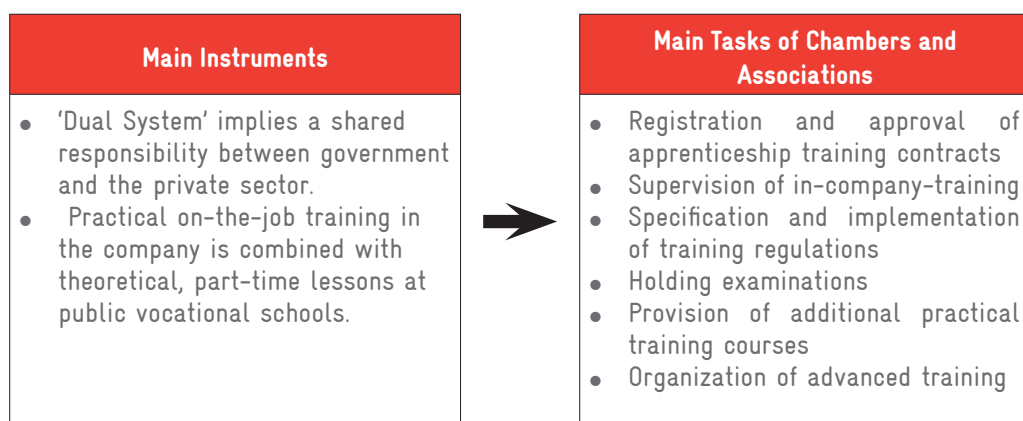 Main Instruments
● 'Dual System' implies a shared
responsibility between government
and the private sector.
● Practical on-the-job training in
the company is combined with
theoretical, part-time lessons at
public vocational schools.
Main Tasks of Chambers and
Associations
● Registration and approval of
apprenticeship training contracts
● Supervision of in-company-training
● Specification and implementation
of training regulations
● Holding examinations
● Provision of additional practical
training courses
● Organization of advanced training